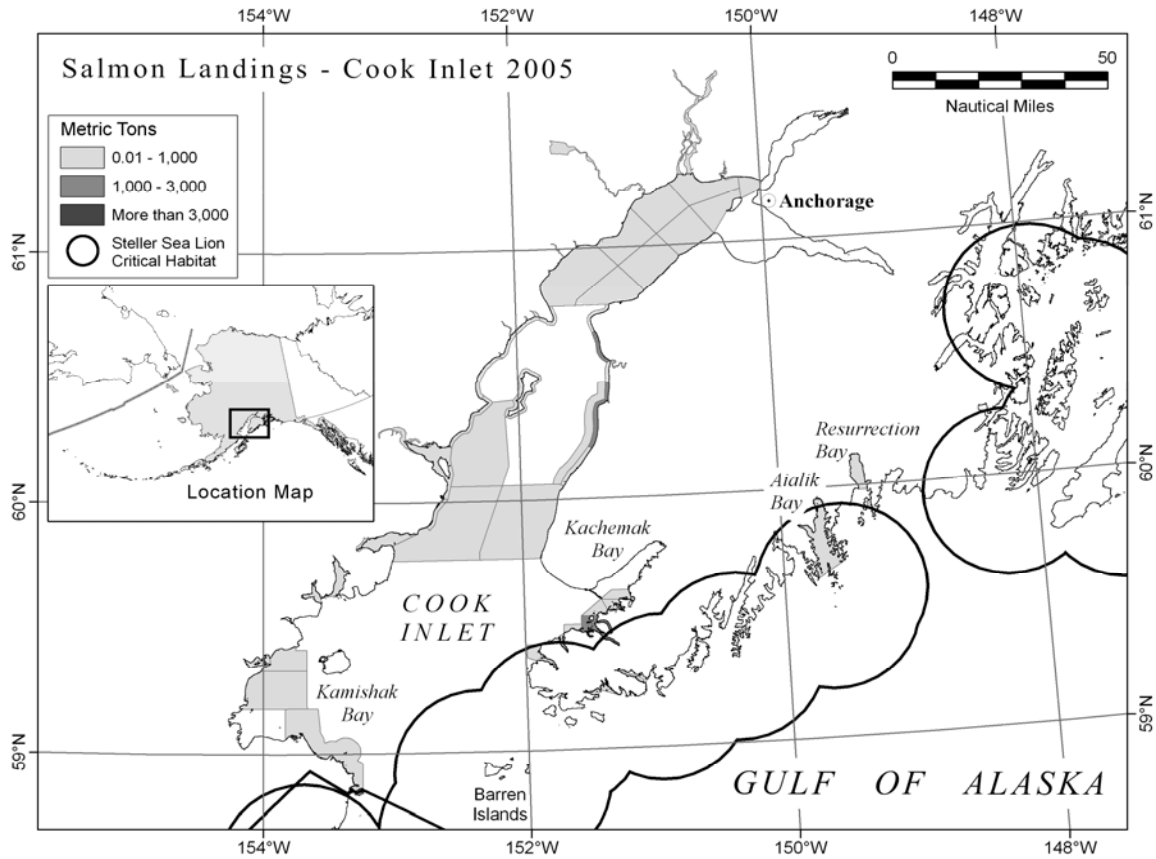 154°W
152°W
150°W
148°W
Salmon Landings - Cook Inlet 2005
0
50
Nautical Miles
Metric Tons
0.01 - 1,000
1,000 - 3,000
More than 3,000
Steller Sea Lion
Critical Habitat
Anchorage
61°N
61°N
Location Map
Resurrection
Bay
Aialik
Bay
60°N
60°N
Kachemak
Bay
COOK
INLET
Kamishak
Bay
59°N
59°N
Barren
Islands
GULF OF ALASKA
154°W
152°W
150°W
148°W